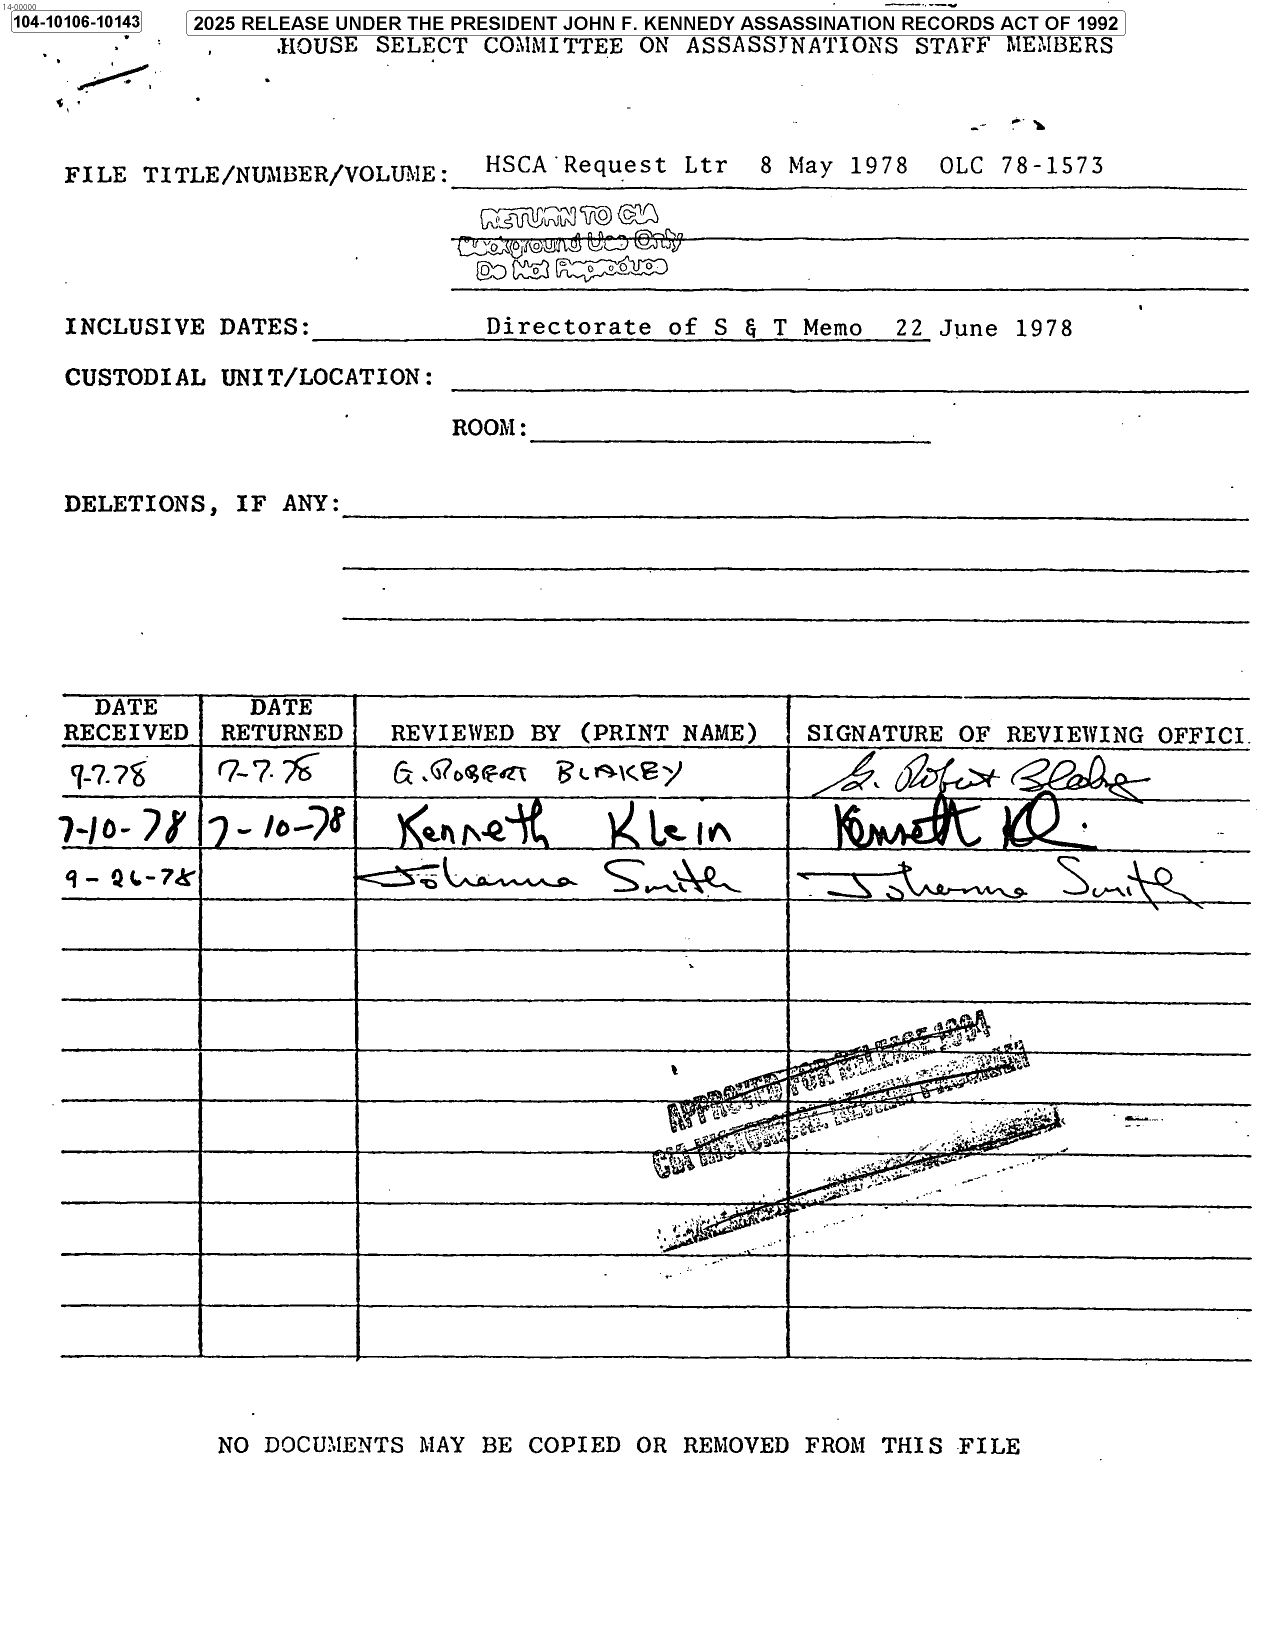 14-00000
104-10106-10143
2025 RELEASE UNDER THE PRESIDENT JOHN F. KENNEDY ASSASSINATION RECORDS ACT OF 1992
HOUSE SELECT COMMITTEE ON ASSASSINATIONS STAFF MEMBERS
FILE TITLE/NUMBER/VOLUME: HSCA Request Ltr 8 May 1978 OLC 78-1573
RETURN TO CIA
Background Use Only
Do Not Reproduce
INCLUSIVE DATES: Directorate of S & T Memo 22 June 1978
CUSTODIAL UNIT/LOCATION:
ROOM:
DELETIONS, IF ANY:
DATE RECEIVED
DATE RETURNED
REVIEWED BY (PRINT NAME)
SIGNATURE OF REVIEWING OFFICI
7-7-78 7-7-78 G. ROBERT BLAKEY G. Robert Blakey
7-10-78 7-10-78 Kenneth Klein Kenneth Kl.
9-26-78 Johanna Smith Johanna Smith
APPROVED FOR RELEASE 1994
CIA HISTORICAL REVIEW PROGRAM
NO DOCUMENTS MAY BE COPIED OR REMOVED FROM THIS FILE